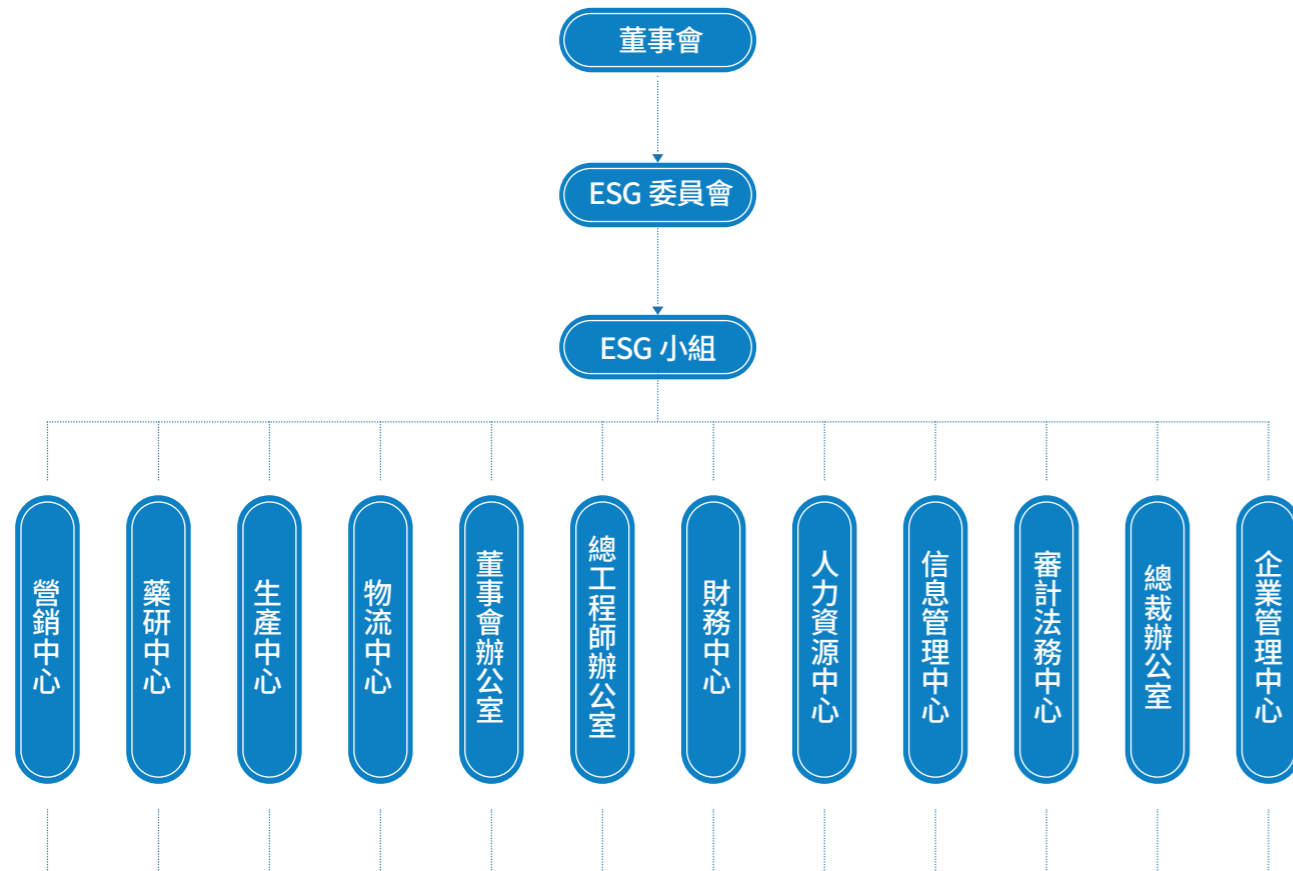 董事會
ESG 委員會
ESG 小組
營銷中心
藥研中心
生產中心
物流中心
董事會辦公室
總工程師辦公室
財務中心
人力資源中心
信息管理中心
審計法務中心
總裁辦公室
企業管理中心